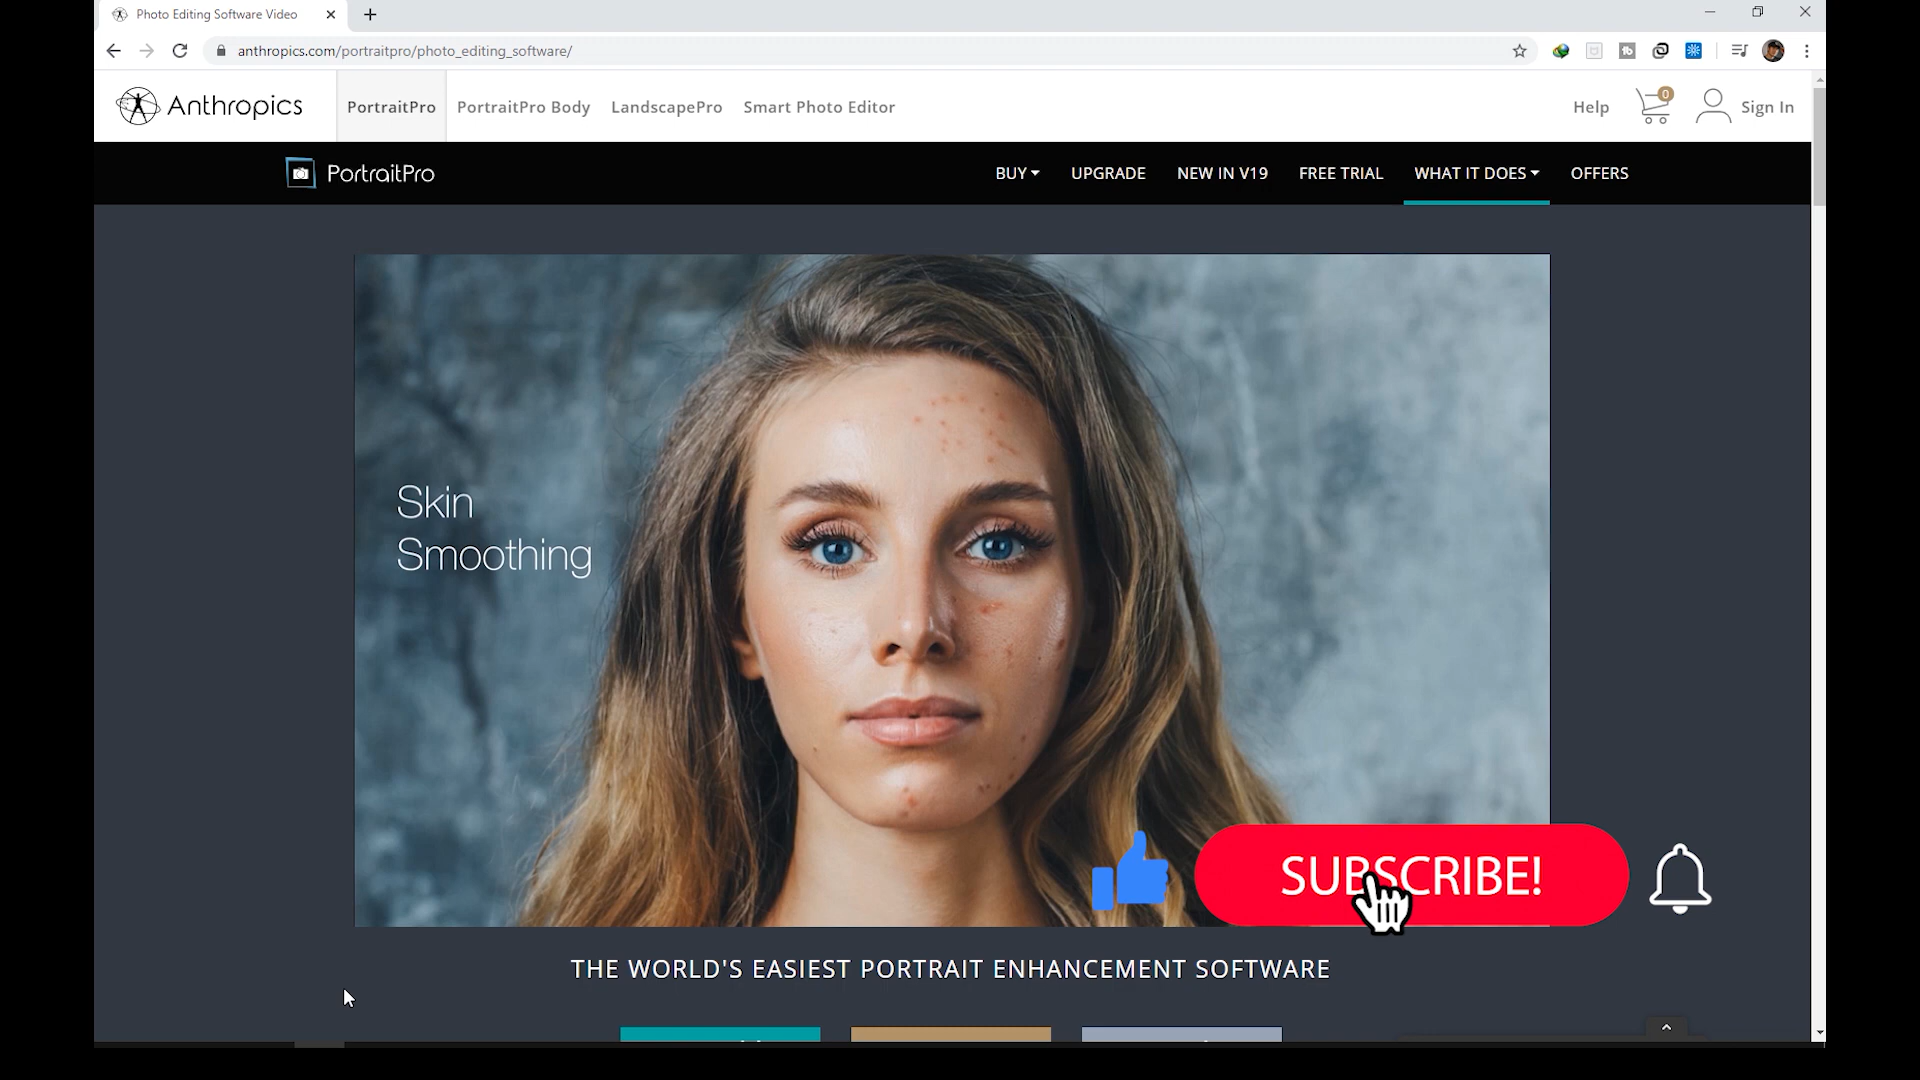 Photo Editing Software Video
anthropics.com/portraitpro/photo_editing_software/
Anthropics PortraitPro PortraitPro Body LandscapePro Smart Photo Editor Help 0 Sign In
PortraitPro BUY UPGRADE NEW IN V19 FREE TRIAL WHAT IT DOES OFFERS
Skin
Smoothing
SUBSCRIBE!
THE WORLD'S EASIEST PORTRAIT ENHANCEMENT SOFTWARE